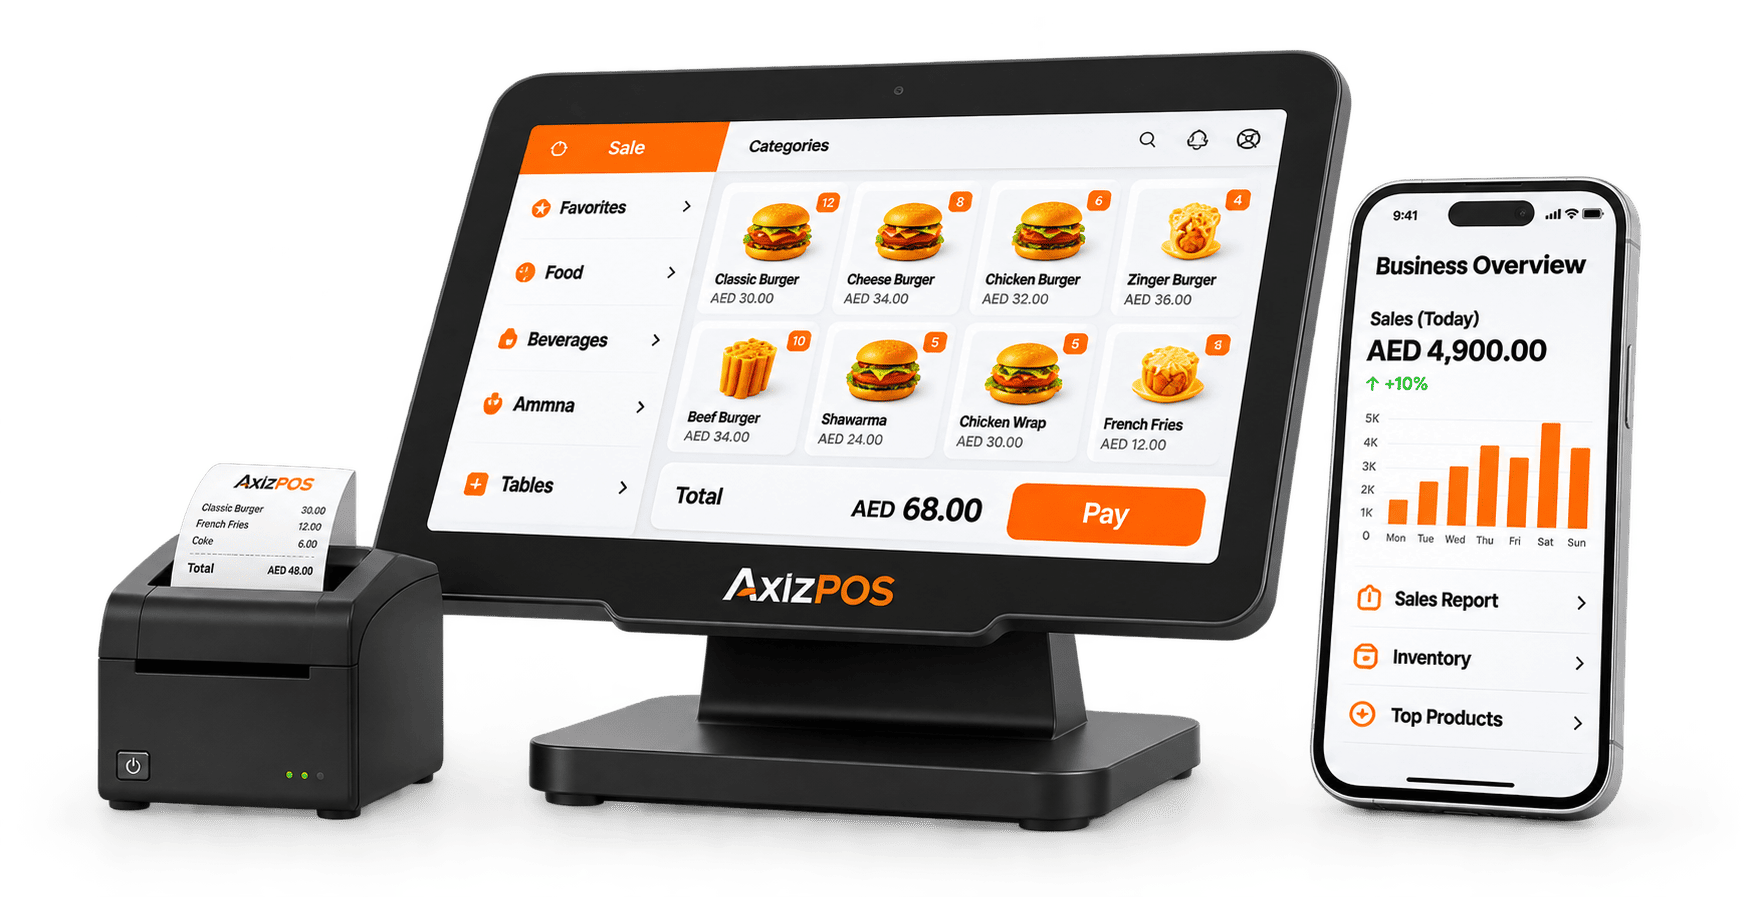 Sale
Categories
Favorites
Food
Beverages
Ammna
Tables
12
Classic Burger
AED 30.00
8
Cheese Burger
AED 34.00
6
Chicken Burger
AED 32.00
4
Zinger Burger
AED 36.00
10
Beef Burger
AED 34.00
5
Shawarma
AED 24.00
5
Chicken Wrap
AED 30.00
8
French Fries
AED 12.00
Total AED 68.00 Pay
AxizPOS
AxizPOS
Classic Burger 30.00
French Fries 12.00
Coke 6.00
Total AED 48.00
9:41
Business Overview
Sales (Today)
AED 4,900.00
+10%
5K
4K
3K
2K
1K
0
Mon Tue Wed Thu Fri Sat Sun
Sales Report
Inventory
Top Products